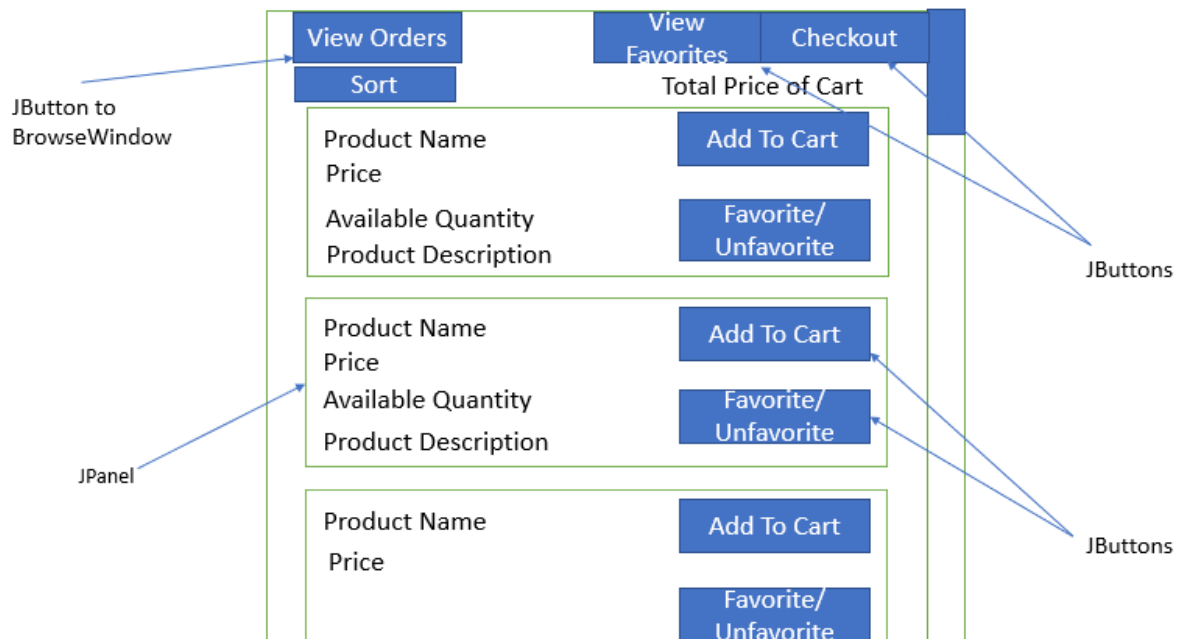 View Orders
View
Favorites
Checkout
Sort
Total Price of Cart
JButton to
BrowseWindow
Product Name
Add To Cart
Price
Available Quantity
Favorite/
Unfavorite
Product Description
JButtons
Product Name
Add To Cart
Price
Available Quantity
Favorite/
Unfavorite
Product Description
JPanel
Product Name
Add To Cart
Price
JButtons
Favorite/
Unfavorite